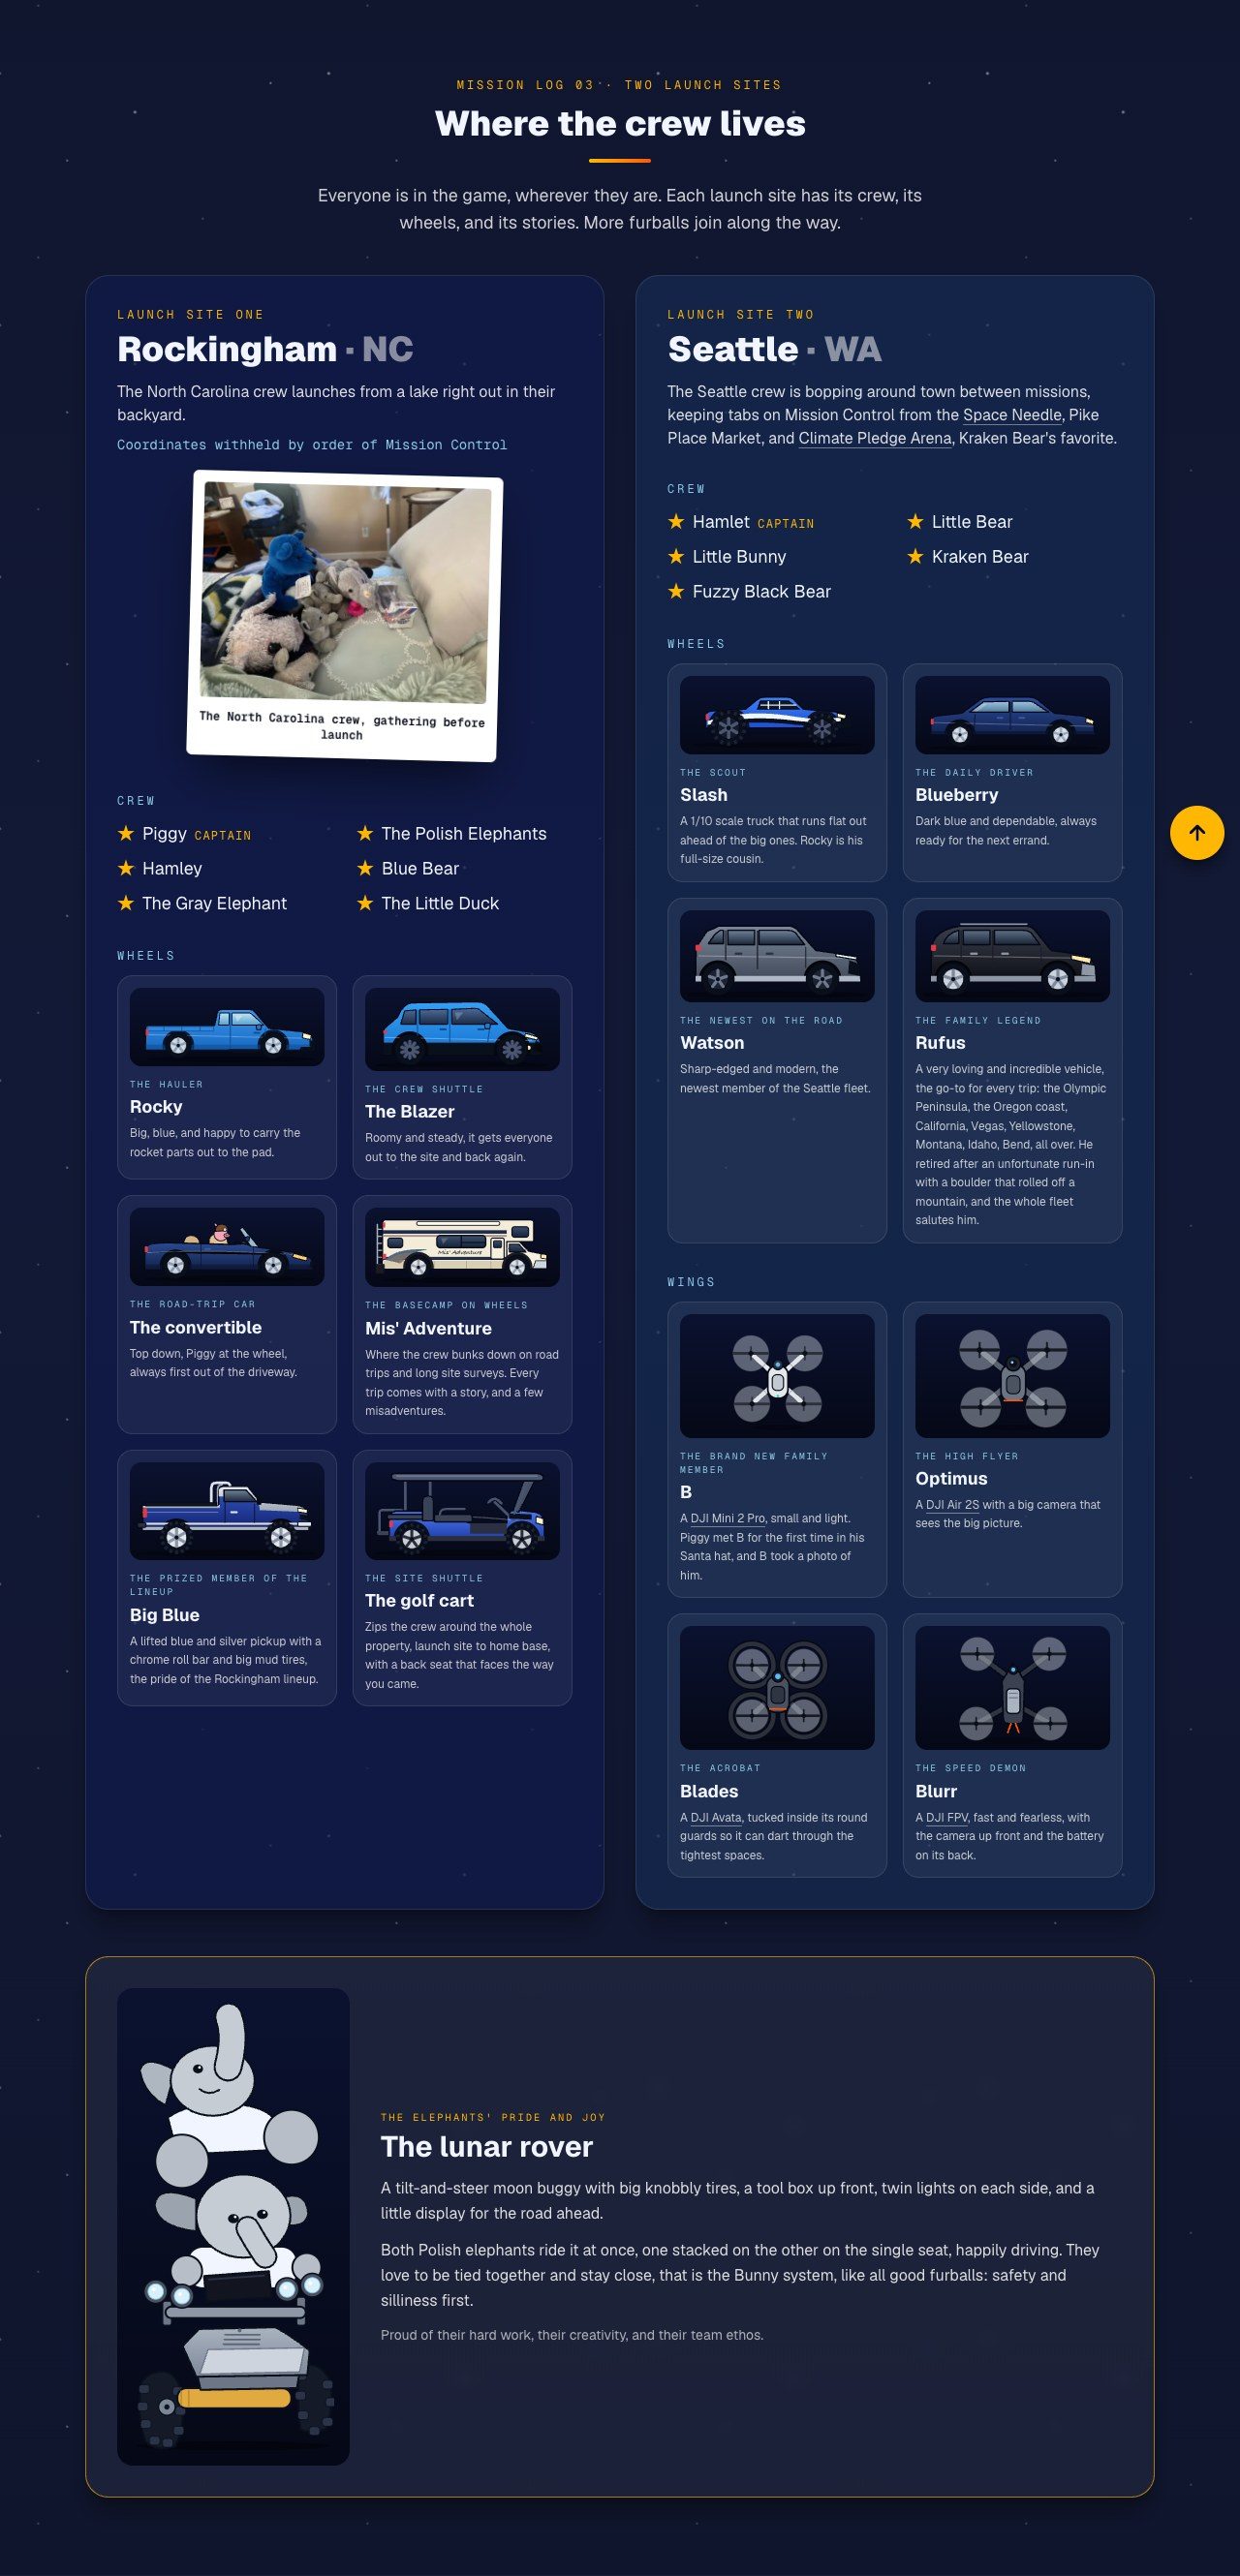 MISSION LOG 03 · TWO LAUNCH SITES
Where the crew lives
Everyone is in the game, wherever they are. Each launch site has its crew, its
wheels, and its stories. More furballs join along the way.
LAUNCH SITE ONE
Rockingham · NC
The North Carolina crew launches from a lake right out in their
backyard.
Coordinates withheld by order of Mission Control
The North Carolina crew, gathering before
launch
CREW
★ Piggy CAPTAIN
★ The Polish Elephants
★ Hamley
★ Blue Bear
★ The Gray Elephant
★ The Little Duck
WHEELS
THE HAULER
Rocky
Big, blue, and happy to carry the
rocket parts out to the pad.
THE CREW SHUTTLE
The Blazer
Roomy and steady, it gets everyone
out to the site and back again.
THE ROAD-TRIP CAR
The convertible
Top down, Piggy at the wheel,
always first out of the driveway.
Mis' Adventure
THE BASECAMP ON WHEELS
Mis' Adventure
Where the crew bunks down on road
trips and long site surveys. Every
trip comes with a story, and a few
misadventures.
THE PRIZED MEMBER OF THE
LINEUP
Big Blue
A lifted blue and silver pickup with a
chrome roll bar and big mud tires,
the pride of the Rockingham lineup.
THE SITE SHUTTLE
The golf cart
Zips the crew around the whole
property, launch site to home base,
with a back seat that faces the way
you came.
LAUNCH SITE TWO
Seattle · WA
The Seattle crew is bopping around town between missions,
keeping tabs on Mission Control from the Space Needle, Pike
Place Market, and Climate Pledge Arena, Kraken Bear's favorite.
CREW
★ Hamlet CAPTAIN
★ Little Bear
★ Little Bunny
★ Kraken Bear
★ Fuzzy Black Bear
WHEELS
THE SCOUT
Slash
A 1/10 scale truck that runs flat out
ahead of the big ones. Rocky is his
full-size cousin.
THE DAILY DRIVER
Blueberry
Dark blue and dependable, always
ready for the next errand.
THE NEWEST ON THE ROAD
Watson
Sharp-edged and modern, the
newest member of the Seattle fleet.
THE FAMILY LEGEND
Rufus
A very loving and incredible vehicle,
the go-to for every trip: the Olympic
Peninsula, the Oregon coast,
California, Vegas, Yellowstone,
Montana, Idaho, Bend, all over. He
retired after an unfortunate run-in
with a boulder that rolled off a
mountain, and the whole fleet
salutes him.
WINGS
THE BRAND NEW FAMILY
MEMBER
B
A DJI Mini 2 Pro, small and light.
Piggy met B for the first time in his
Santa hat, and B took a photo of
him.
THE HIGH FLYER
Optimus
A DJI Air 2S with a big camera that
sees the big picture.
THE ACROBAT
Blades
A DJI Avata, tucked inside its round
guards so it can dart through the
tightest spaces.
THE SPEED DEMON
Blurr
A DJI FPV, fast and fearless, with
the camera up front and the battery
on its back.
THE ELEPHANTS' PRIDE AND JOY
The lunar rover
A tilt-and-steer moon buggy with big knobbly tires, a tool box up front, twin lights on each side, and a
little display for the road ahead.
Both Polish elephants ride it at once, one stacked on the other on the single seat, happily driving. They
love to be tied together and stay close, that is the Bunny system, like all good furballs: safety and
silliness first.
Proud of their hard work, their creativity, and their team ethos.